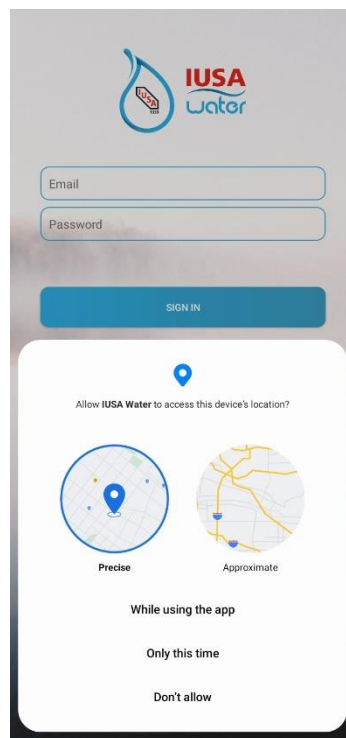 IUSA
IUSA
water
Email
Password
SIGN IN
Allow IUSA Water to access this device's location?
Precise
Approximate
While using the app
Only this time
Don't allow